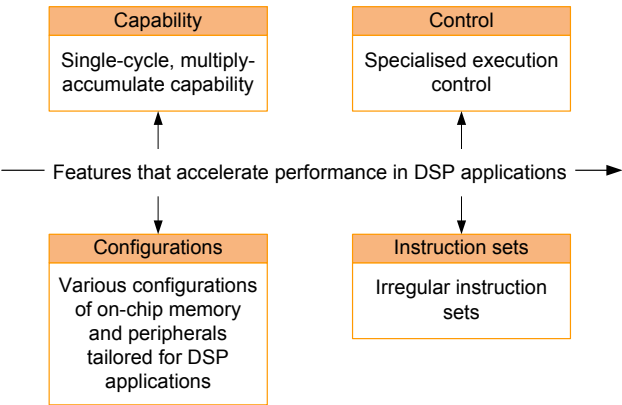 Capability
Single-cycle, multiply-
accumulate capability
Control
Specialised execution
control
Features that accelerate performance in DSP applications
Configurations
Various configurations
of on-chip memory
and peripherals
tailored for DSP
applications
Instruction sets
Irregular instruction
sets